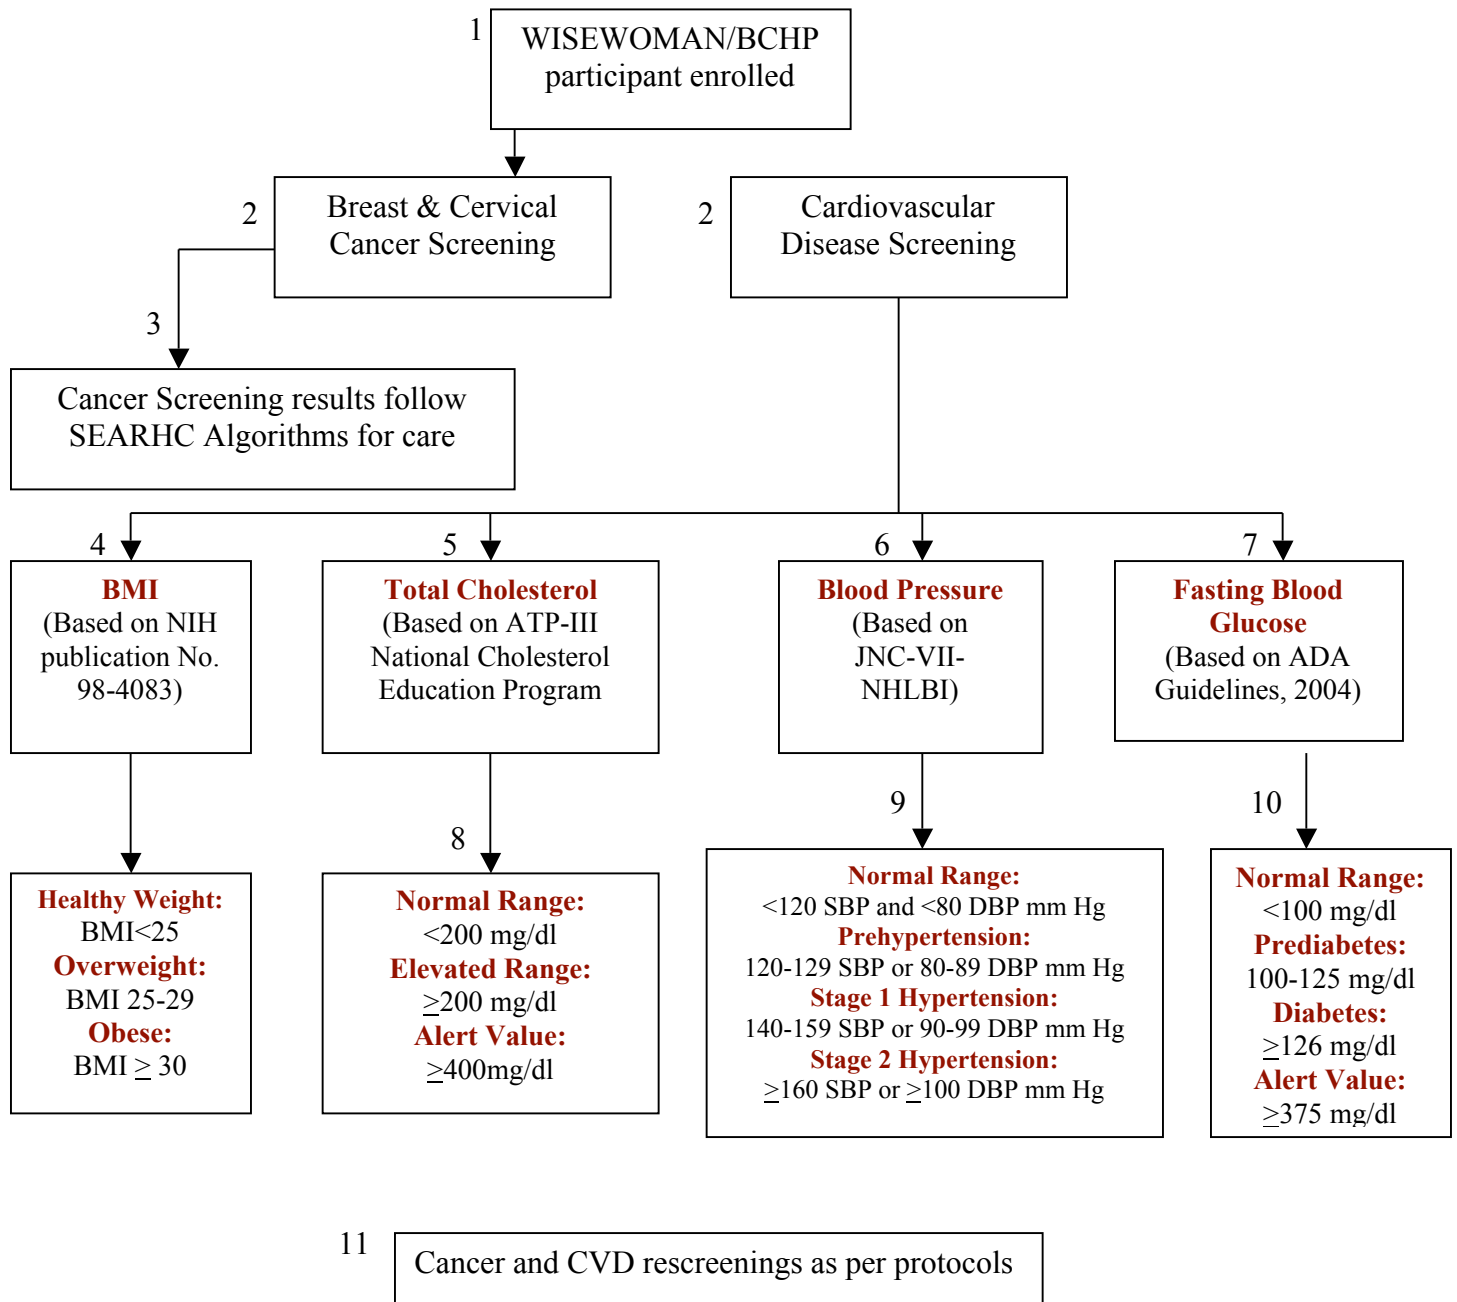 1
WISEWOMAN/BCHP
participant enrolled
2
Breast & Cervical
Cancer Screening
2
Cardiovascular
Disease Screening
3
Cancer Screening results follow
SEARHC Algorithms for care
4
BMI
(Based on NIH
publication No.
98-4083)
5
Total Cholesterol
(Based on ATP-III
National Cholesterol
Education Program
6
Blood Pressure
(Based on
JNC-VII-
NHLBI)
7
Fasting Blood
Glucose
(Based on ADA
Guidelines, 2004)
Healthy Weight:
BMI<25
Overweight:
BMI 25-29
Obese:
BMI ≥ 30
8
Normal Range:
<200 mg/dl
Elevated Range:
≥200 mg/dl
Alert Value:
≥400mg/dl
9
Normal Range:
<120 SBP and <80 DBP mm Hg
Prehypertension:
120-129 SBP or 80-89 DBP mm Hg
Stage 1 Hypertension:
140-159 SBP or 90-99 DBP mm Hg
Stage 2 Hypertension:
≥160 SBP or ≥100 DBP mm Hg
10
Normal Range:
<100 mg/dl
Prediabetes:
100-125 mg/dl
Diabetes:
≥126 mg/dl
Alert Value:
≥375 mg/dl
11
Cancer and CVD rescreenings as per protocols